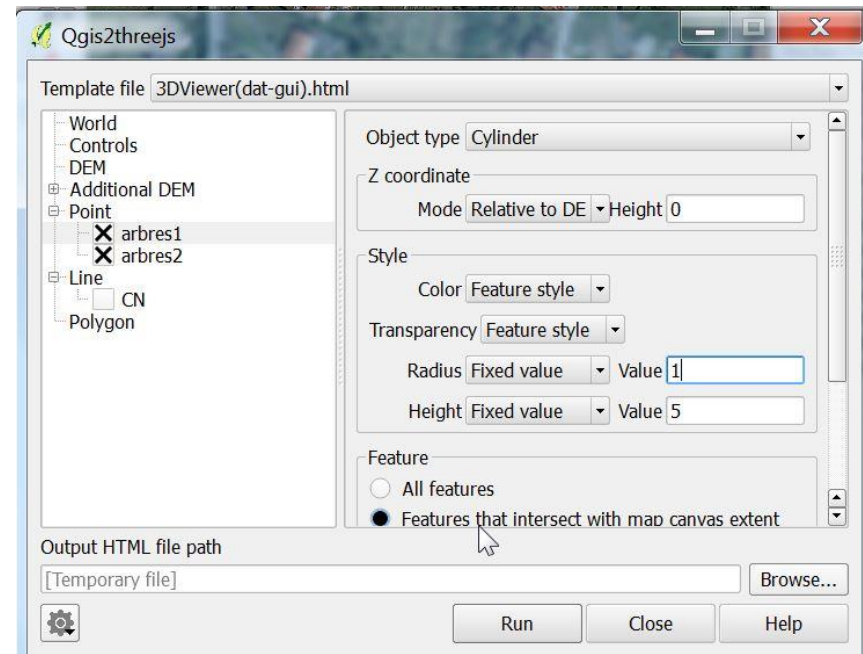 Qgis2threejs
Template file 3DViewer(dat-gui).html
World
Controls
DEM
Additional DEM
Point
arbres1
arbres2
Line
CN
Polygon
Object type Cylinder
Z coordinate
Mode Relative to DE Height 0
Style
Color Feature style
Transparency Feature style
Radius Fixed value Value 1
Height Fixed value Value 5
Feature
All features
Features that intersect with map canvas extent
Output HTML file path
[Temporary file] Browse...
Run Close Help